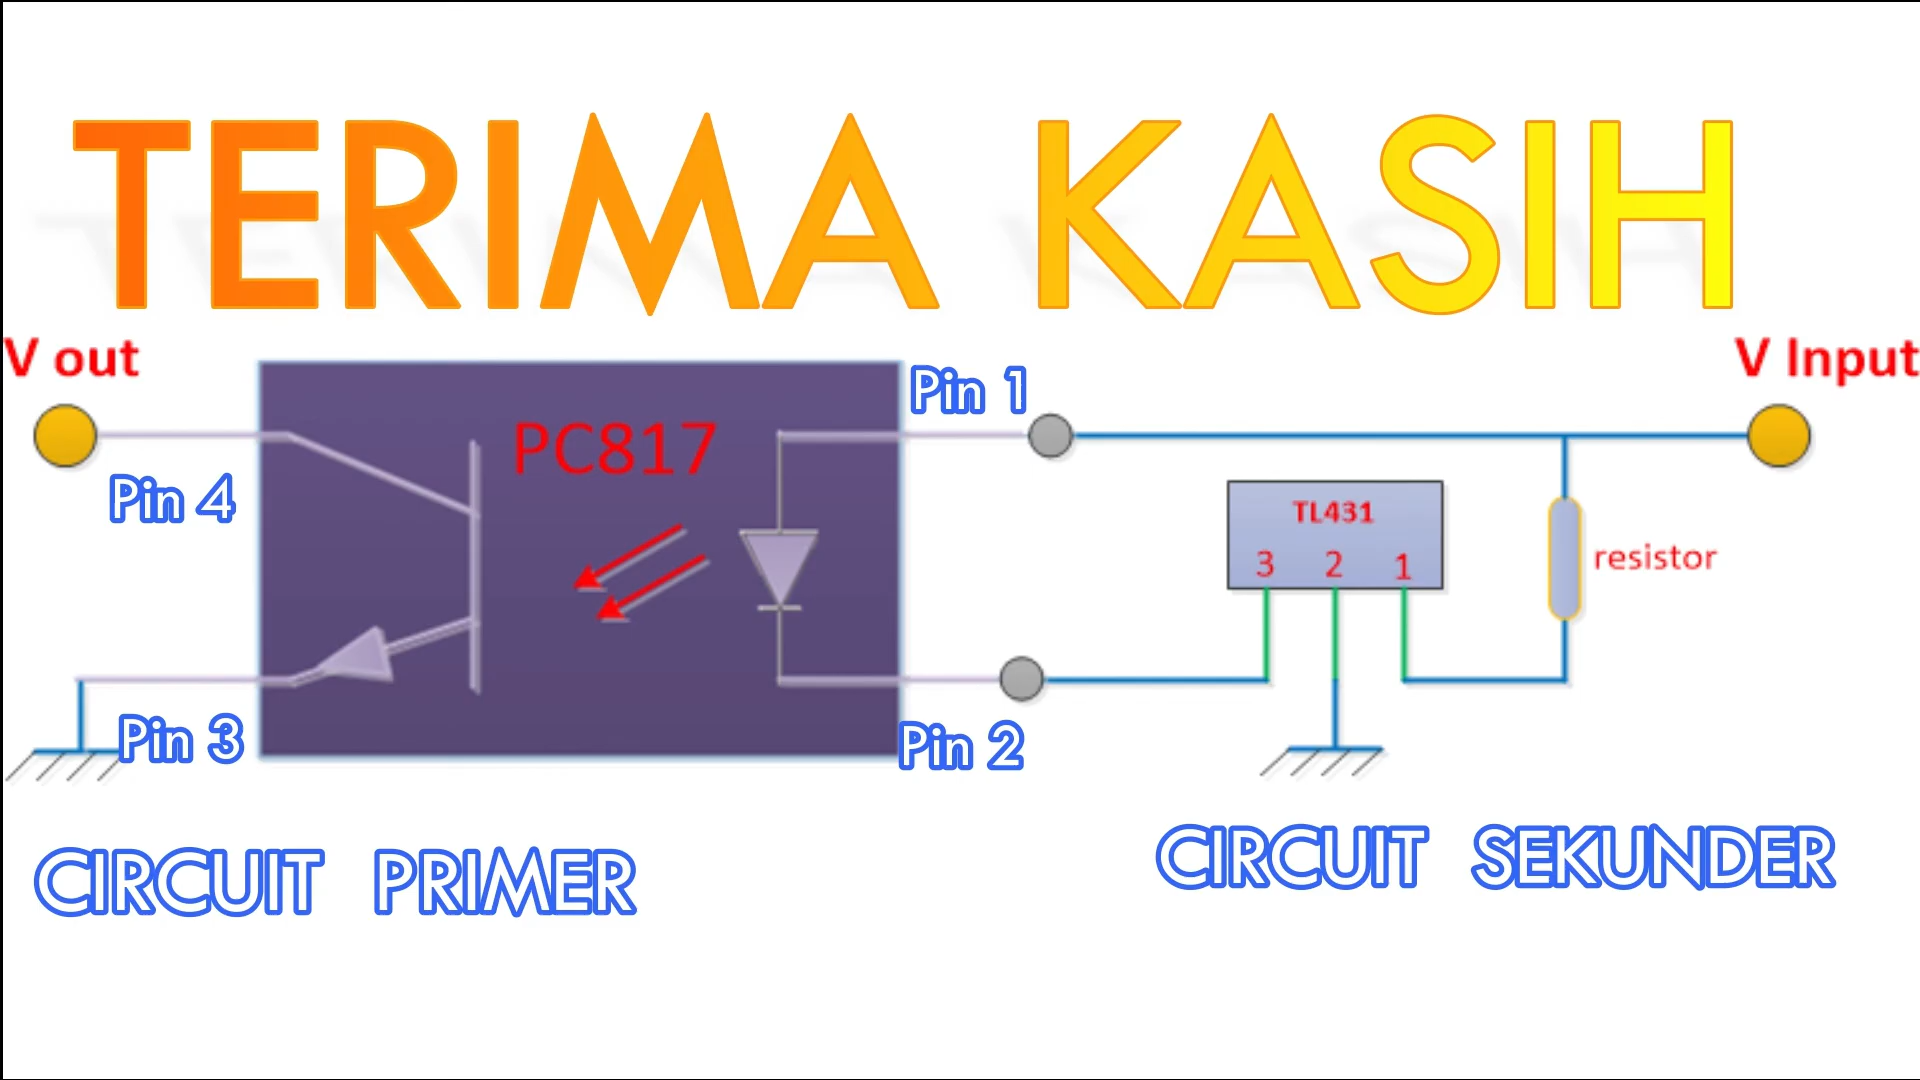 TERIMA KASIH
V out
V Input
Pin 1
PC817
Pin 4
TL431
3 2 1
resistor
Pin 3
Pin 2
CIRCUIT PRIMER
CIRCUIT SEKUNDER